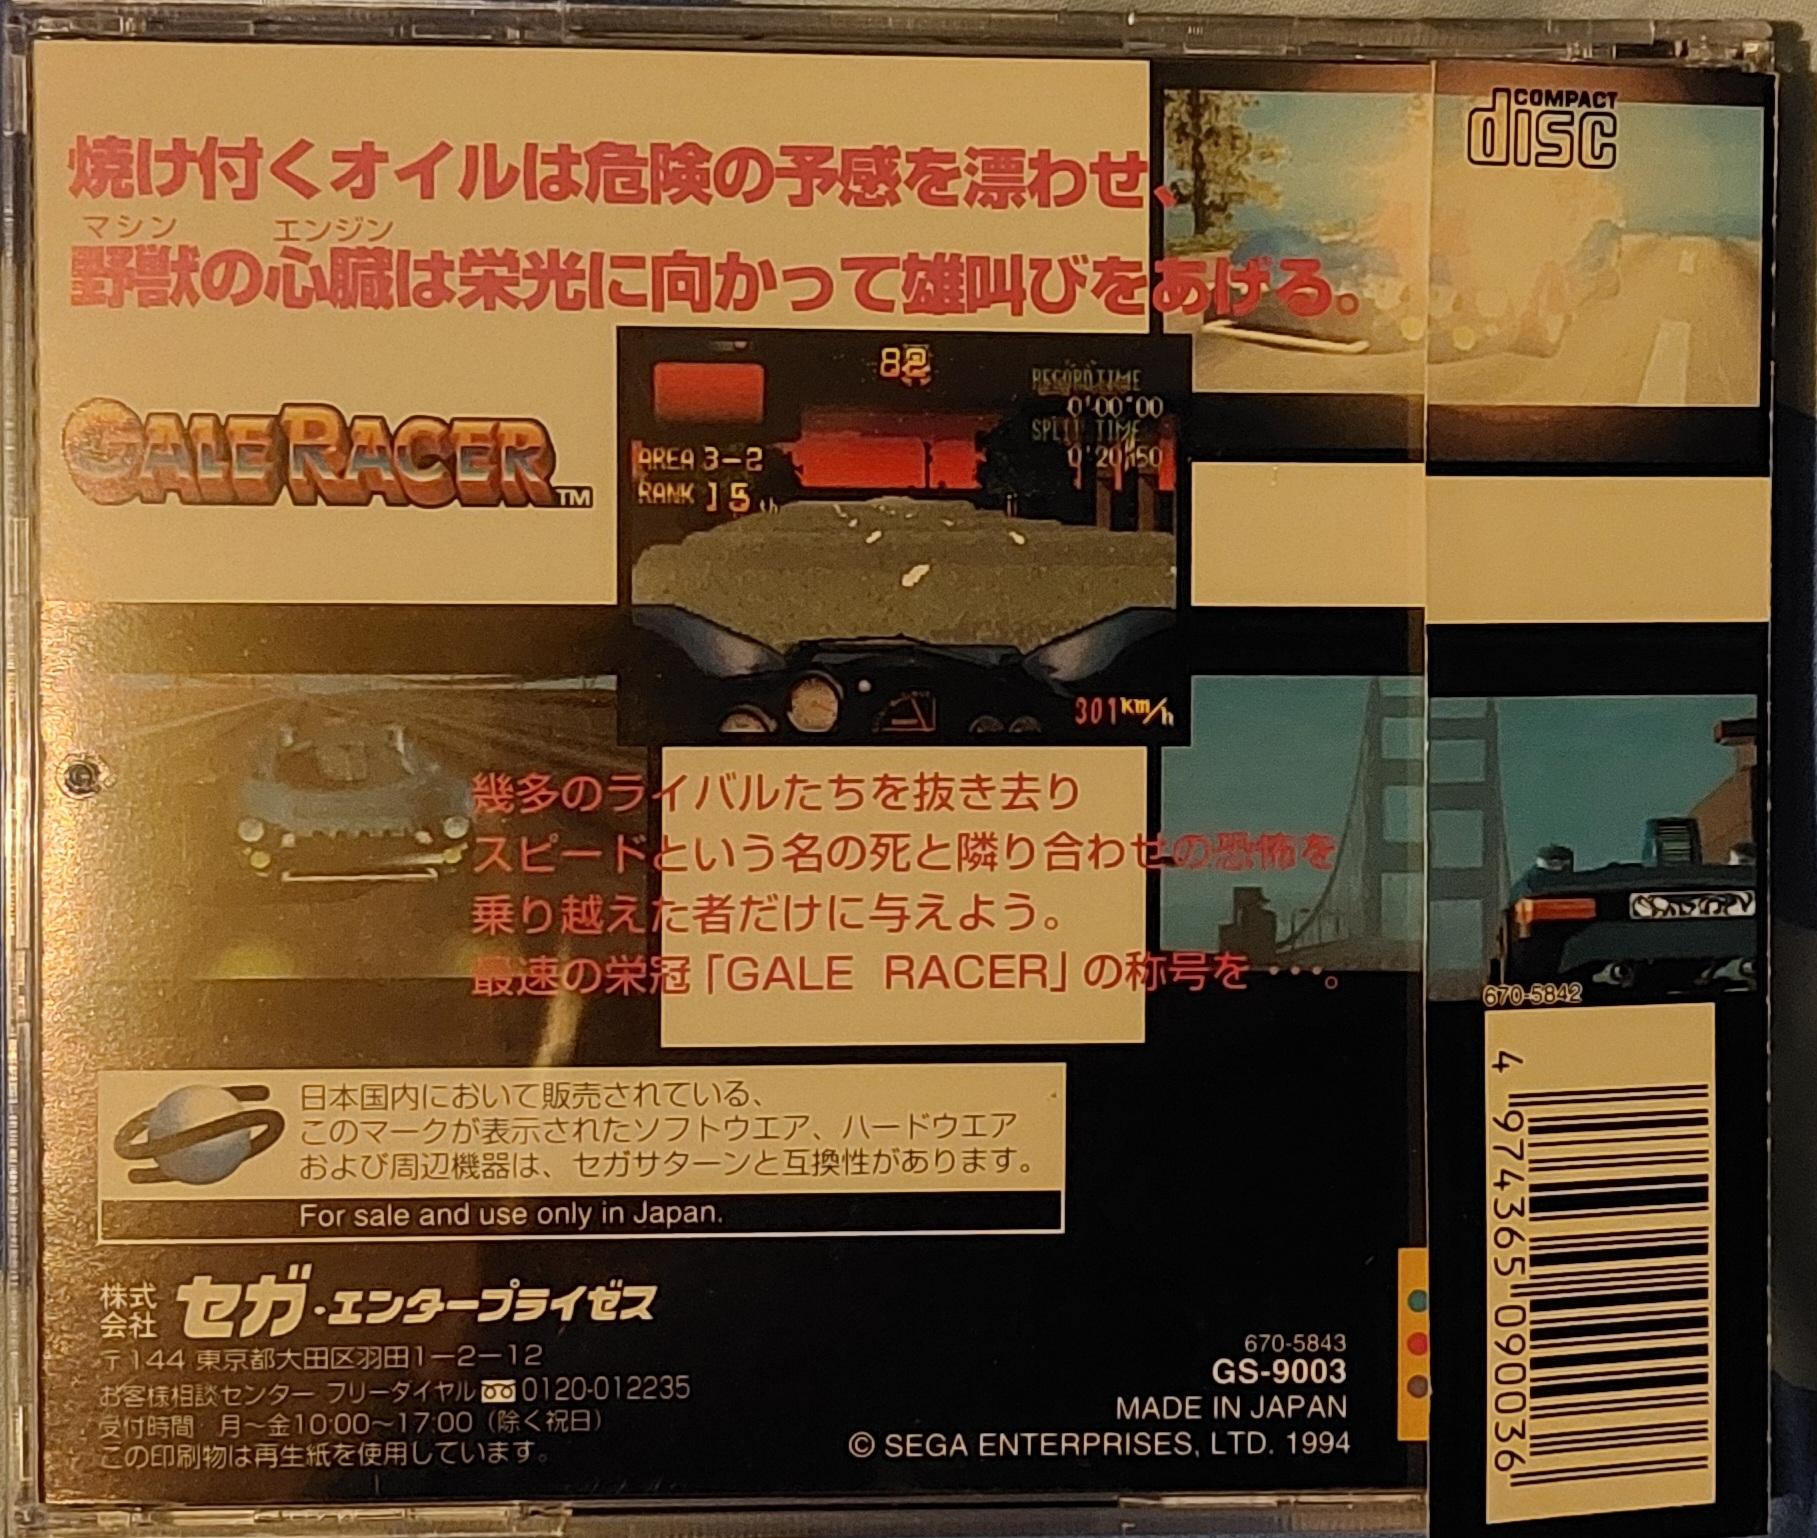 COMPACT
disc
焼け付くオイルは危険の予感を漂わせ、
マシン エンジン
野獣の心臓は栄光に向かって雄叫びをあげる。
GALE RACER™
82
RECORD TIME
0'00"00
SPLIT TIME
0'20"50
AREA 3-2
RANK 15th
301km/h
幾多のライバルたちを抜き去り
スピードという名の死と隣り合わせの恐怖を
乗り越えた者だけに与えよう。
最速の栄冠「GALE RACER」の称号を・・・。
670-5842
日本国内において販売されている、
このマークが表示されたソフトウエア、ハードウエア
および周辺機器は、セガサターンと互換性があります。
For sale and use only in Japan.
株式会社 セガ・エンタープライゼス
〒144 東京都大田区羽田1-2-12
お客様相談センター フリーダイヤル 0120-012235
受付時間 月〜金10:00〜17:00（除く祝日）
この印刷物は再生紙を使用しています。
670-5843
GS-9003
MADE IN JAPAN
© SEGA ENTERPRISES, LTD. 1994
4 974365 090036